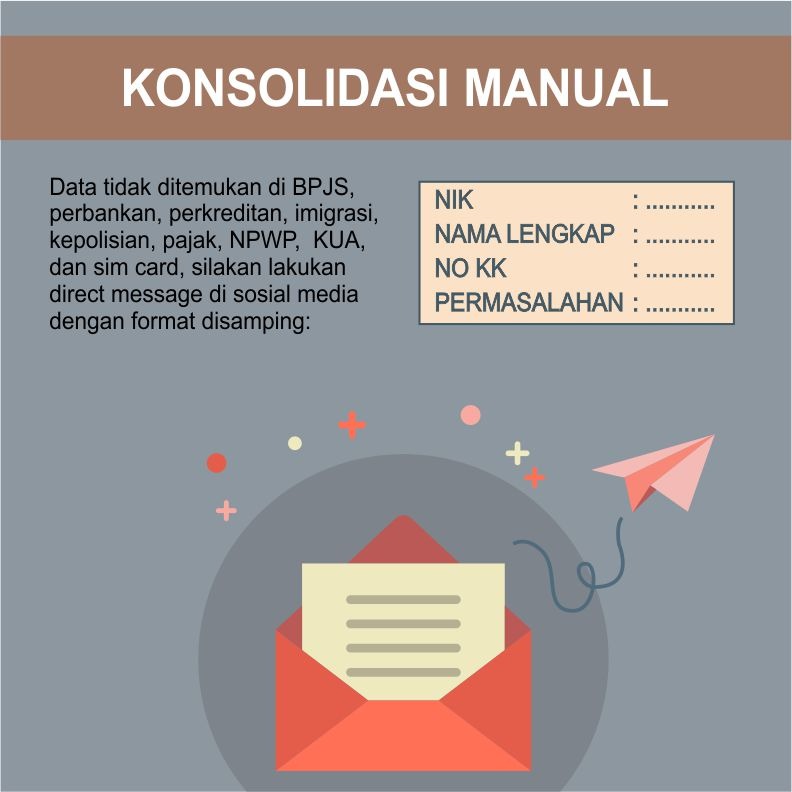 KONSOLIDASI MANUAL
Data tidak ditemukan di BPJS,
perbankan, perkreditan, imigrasi,
kepolisian, pajak, NPWP,  KUA,
dan sim card, silakan lakukan
direct message di sosial media
dengan format disamping:
NIK : ...........
NAMA LENGKAP : ...........
NO KK : ...........
PERMASALAHAN : ...........